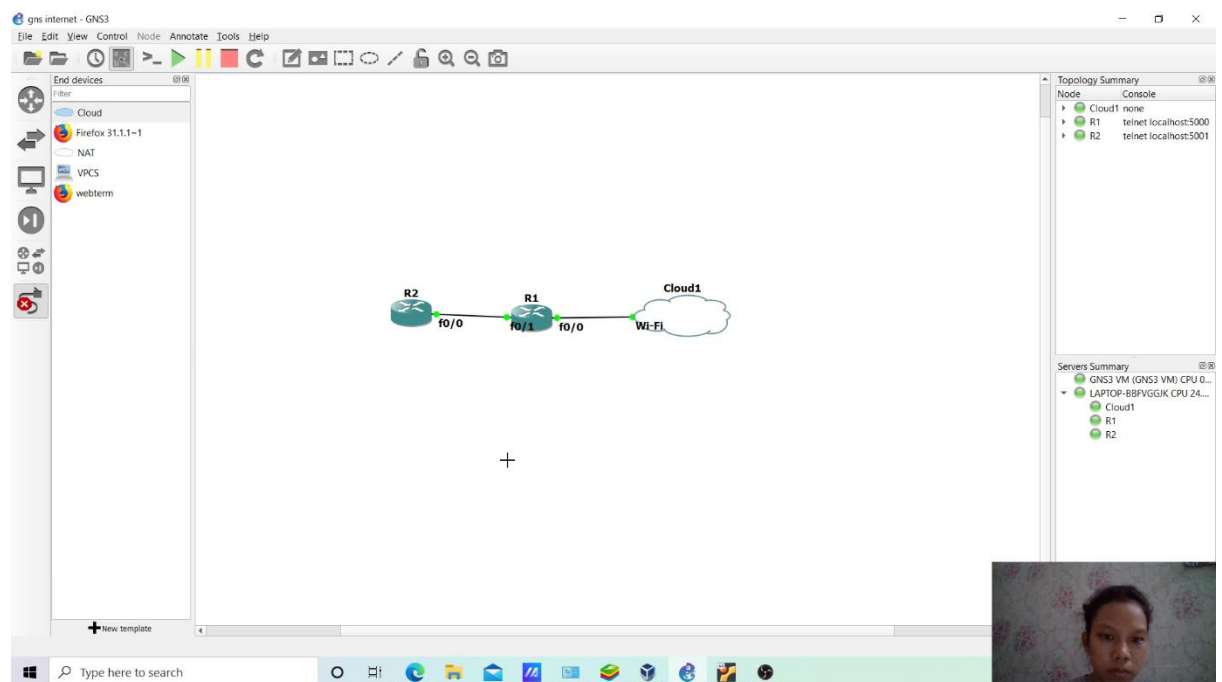 gns internet - GNS3
File Edit View Control Node Annotate Tools Help
End devices
Filter
Cloud
Firefox 31.1.1~1
NAT
VPCS
webterm
New template
R2
f0/0
R1
f0/1
f0/0
Cloud1
Wi-Fi
Topology Summary
Node Console
Cloud1 none
R1 telnet localhost:5000
R2 telnet localhost:5001
Servers Summary
GNS3 VM (GNS3 VM) CPU 0...
LAPTOP-BBFVGGJK CPU 24....
Cloud1
R1
R2
Type here to search